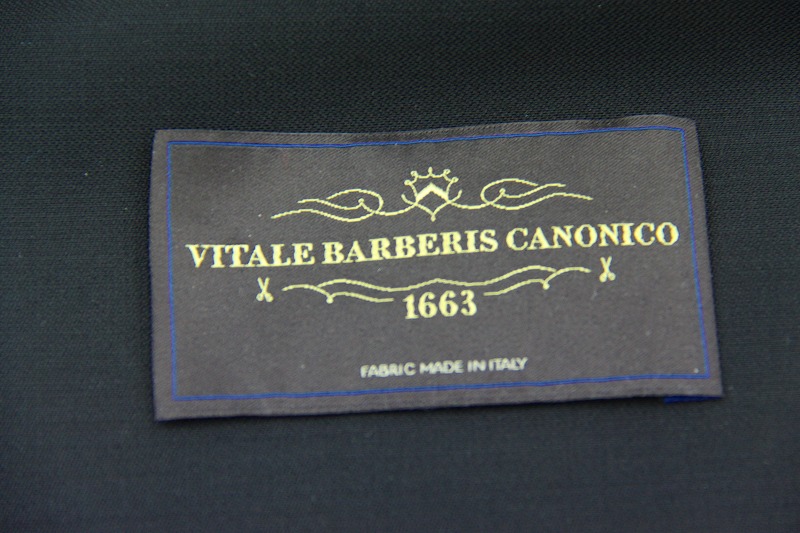 VITALE BARBERIS CANONICO
1663
FABRIC MADE IN ITALY